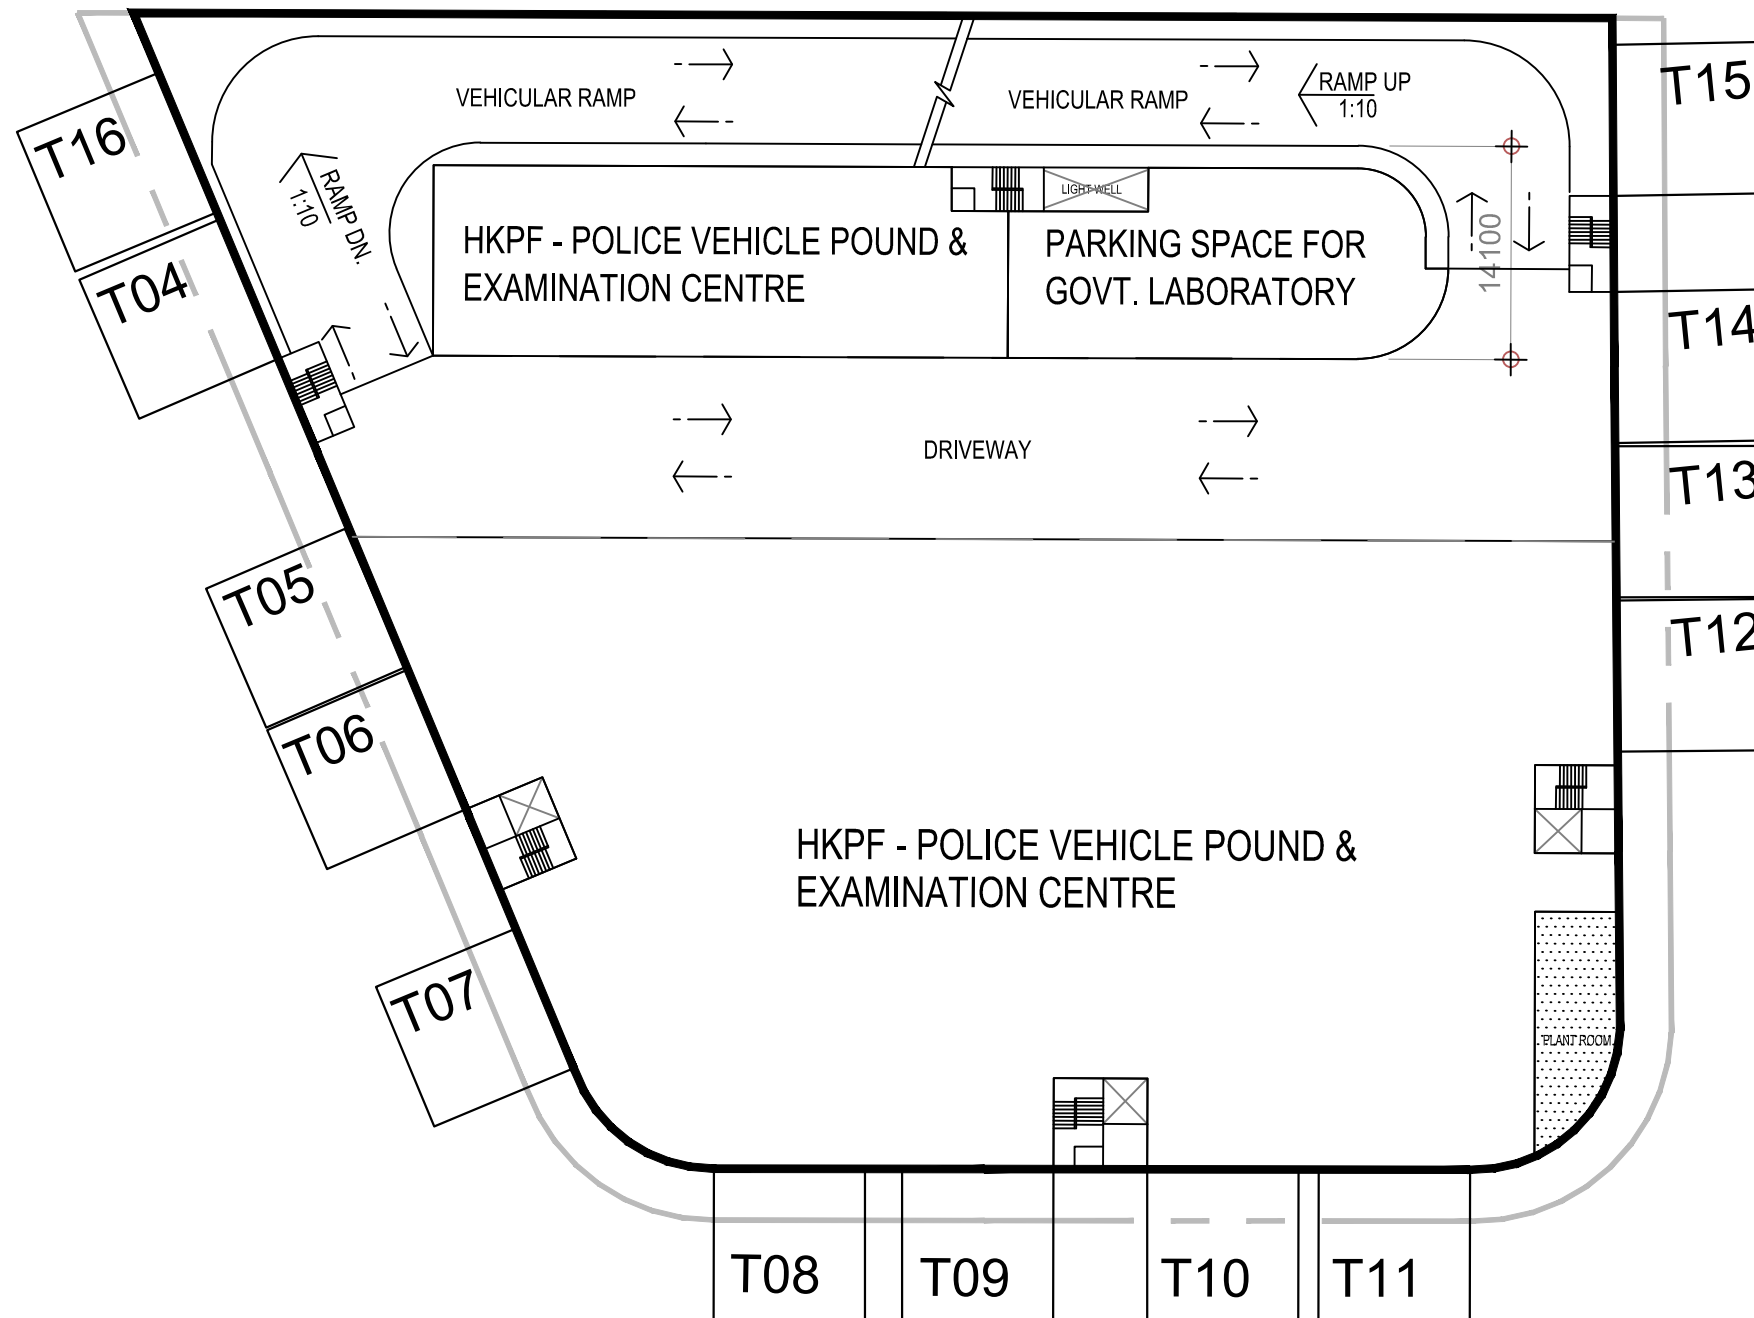 T15
RAMP UP
1:10
VEHICULAR RAMP
VEHICULAR RAMP
T16
RAMP DN.
1:10
LIGHT WELL
HKPF - POLICE VEHICLE POUND &
EXAMINATION CENTRE
PARKING SPACE FOR
GOVT. LABORATORY
14100
T04
T14
DRIVEWAY
T13
T05
T12
T06
HKPF - POLICE VEHICLE POUND &
EXAMINATION CENTRE
T07
PLANT ROOM
T08
T09
T10
T11